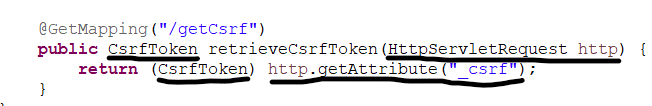 @GetMapping("/getCsrf")
public CsrfToken retrieveCsrfToken(HttpServletRequest http) {
return (CsrfToken) http.getAttribute("_csrf");
}